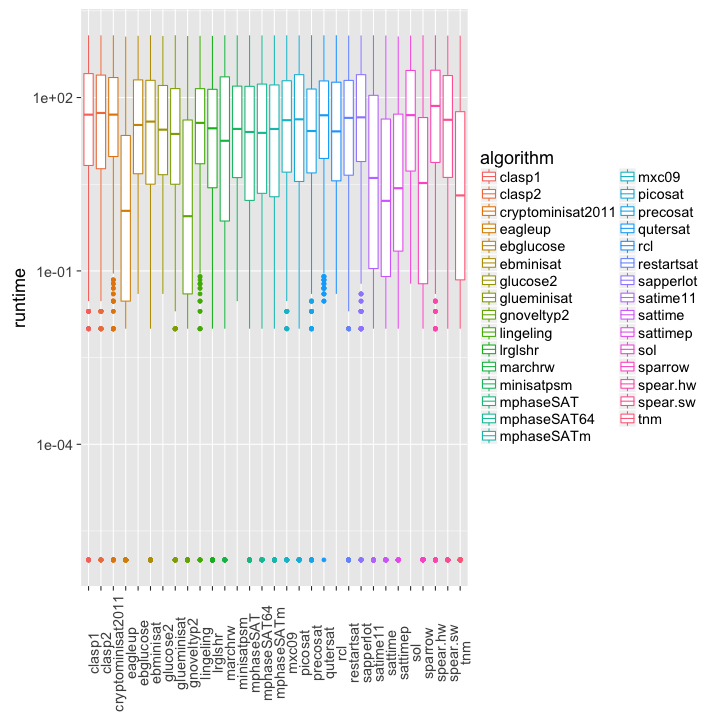 1e+02
1e-01
1e-04
runtime
clasp1
clasp2
cryptominisat2011
eagleup
ebglucose
ebminisat
glucose2
glueminisat
gnoveltyp2
lingeling
lrglshr
marchrw
minisatpsm
mphaseSAT
mphaseSAT64
mphaseSATm
mxc09
picosat
precosat
qutersat
rcl
restartsat
sapperlot
satime11
sattime
sattimep
sol
sparrow
spear.hw
spear.sw
tnm
algorithm
clasp1
clasp2
cryptominisat2011
eagleup
ebglucose
ebminisat
glucose2
glueminisat
gnoveltyp2
lingeling
lrglshr
marchrw
minisatpsm
mphaseSAT
mphaseSAT64
mphaseSATm
mxc09
picosat
precosat
qutersat
rcl
restartsat
sapperlot
satime11
sattime
sattimep
sol
sparrow
spear.hw
spear.sw
tnm